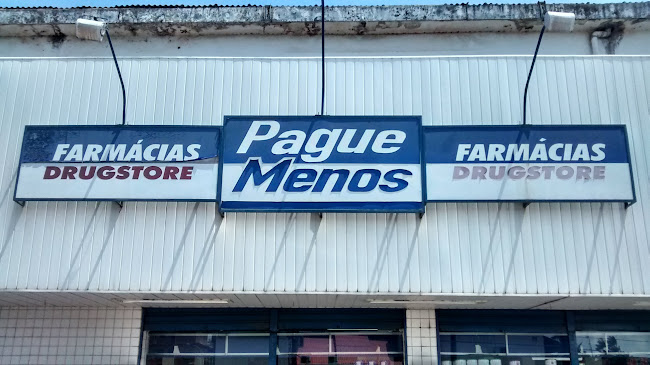 FARMÁCIAS
DRUGSTORE
Pague
Menos
FARMÁCIAS
DRUGSTORE